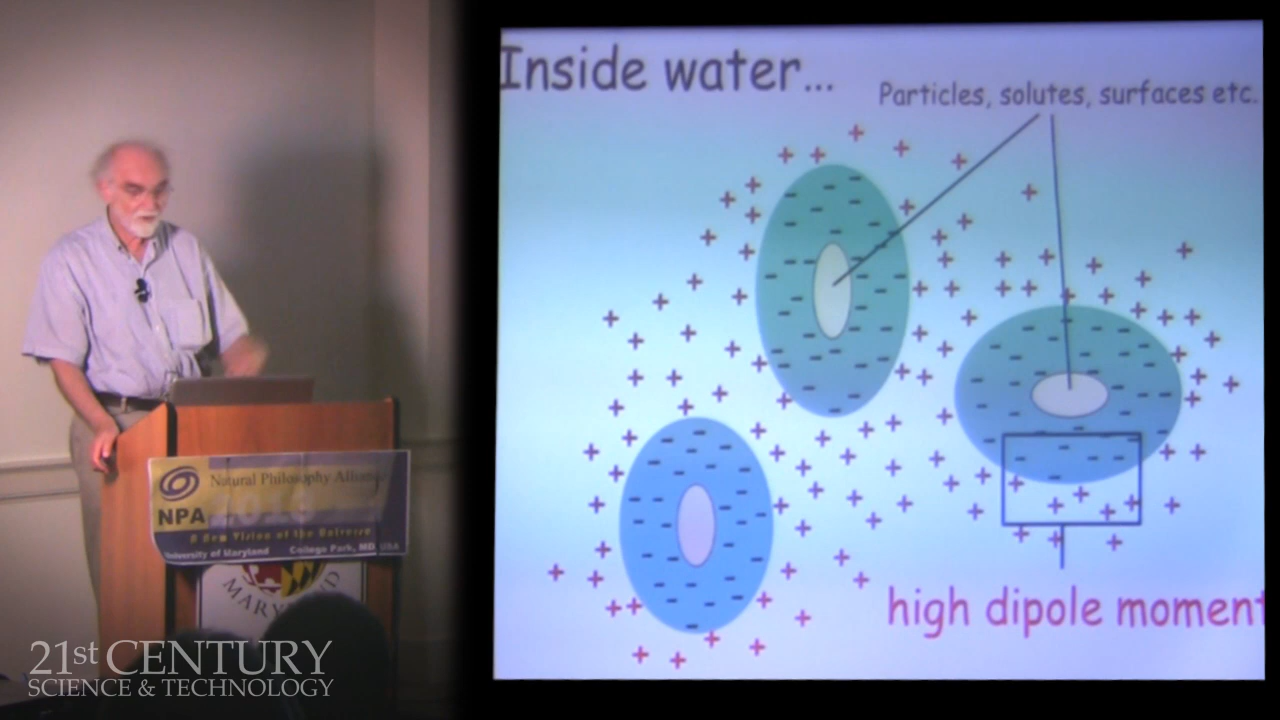 Inside water...
Particles, solutes, surfaces etc.
high dipole moment
Natural Philosophy Alliance
NPA
2013
A New Vision of the Universe
University of Maryland College Park, MD USA
MARYLAND
21st CENTURY
SCIENCE & TECHNOLOGY